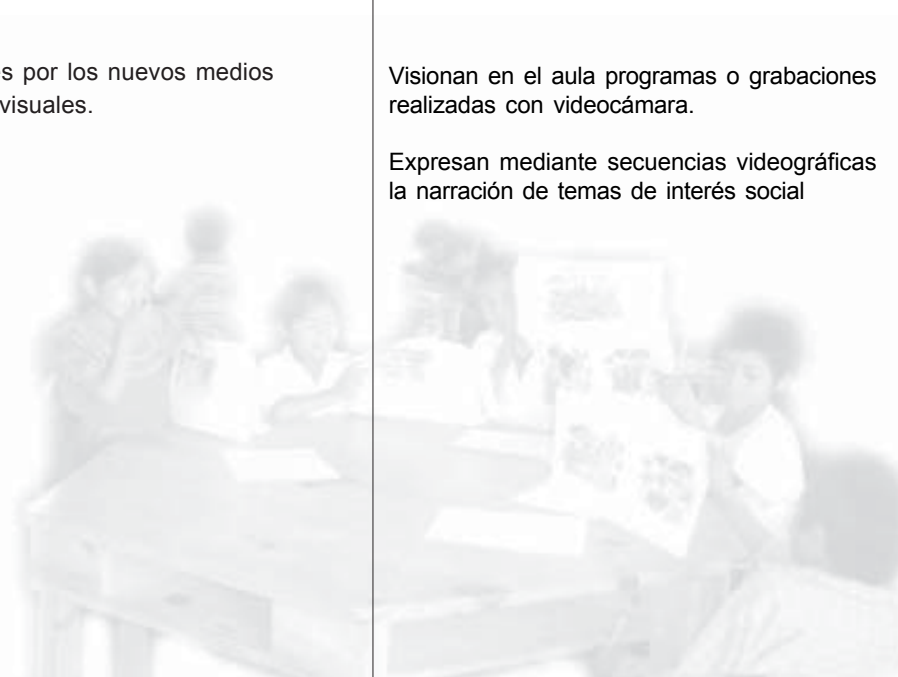 s por los nuevos medios
visuales.
Visionan en el aula programas o grabaciones
realizadas con videocámara.
Expresan mediante secuencias videográficas
la narración de temas de interés social